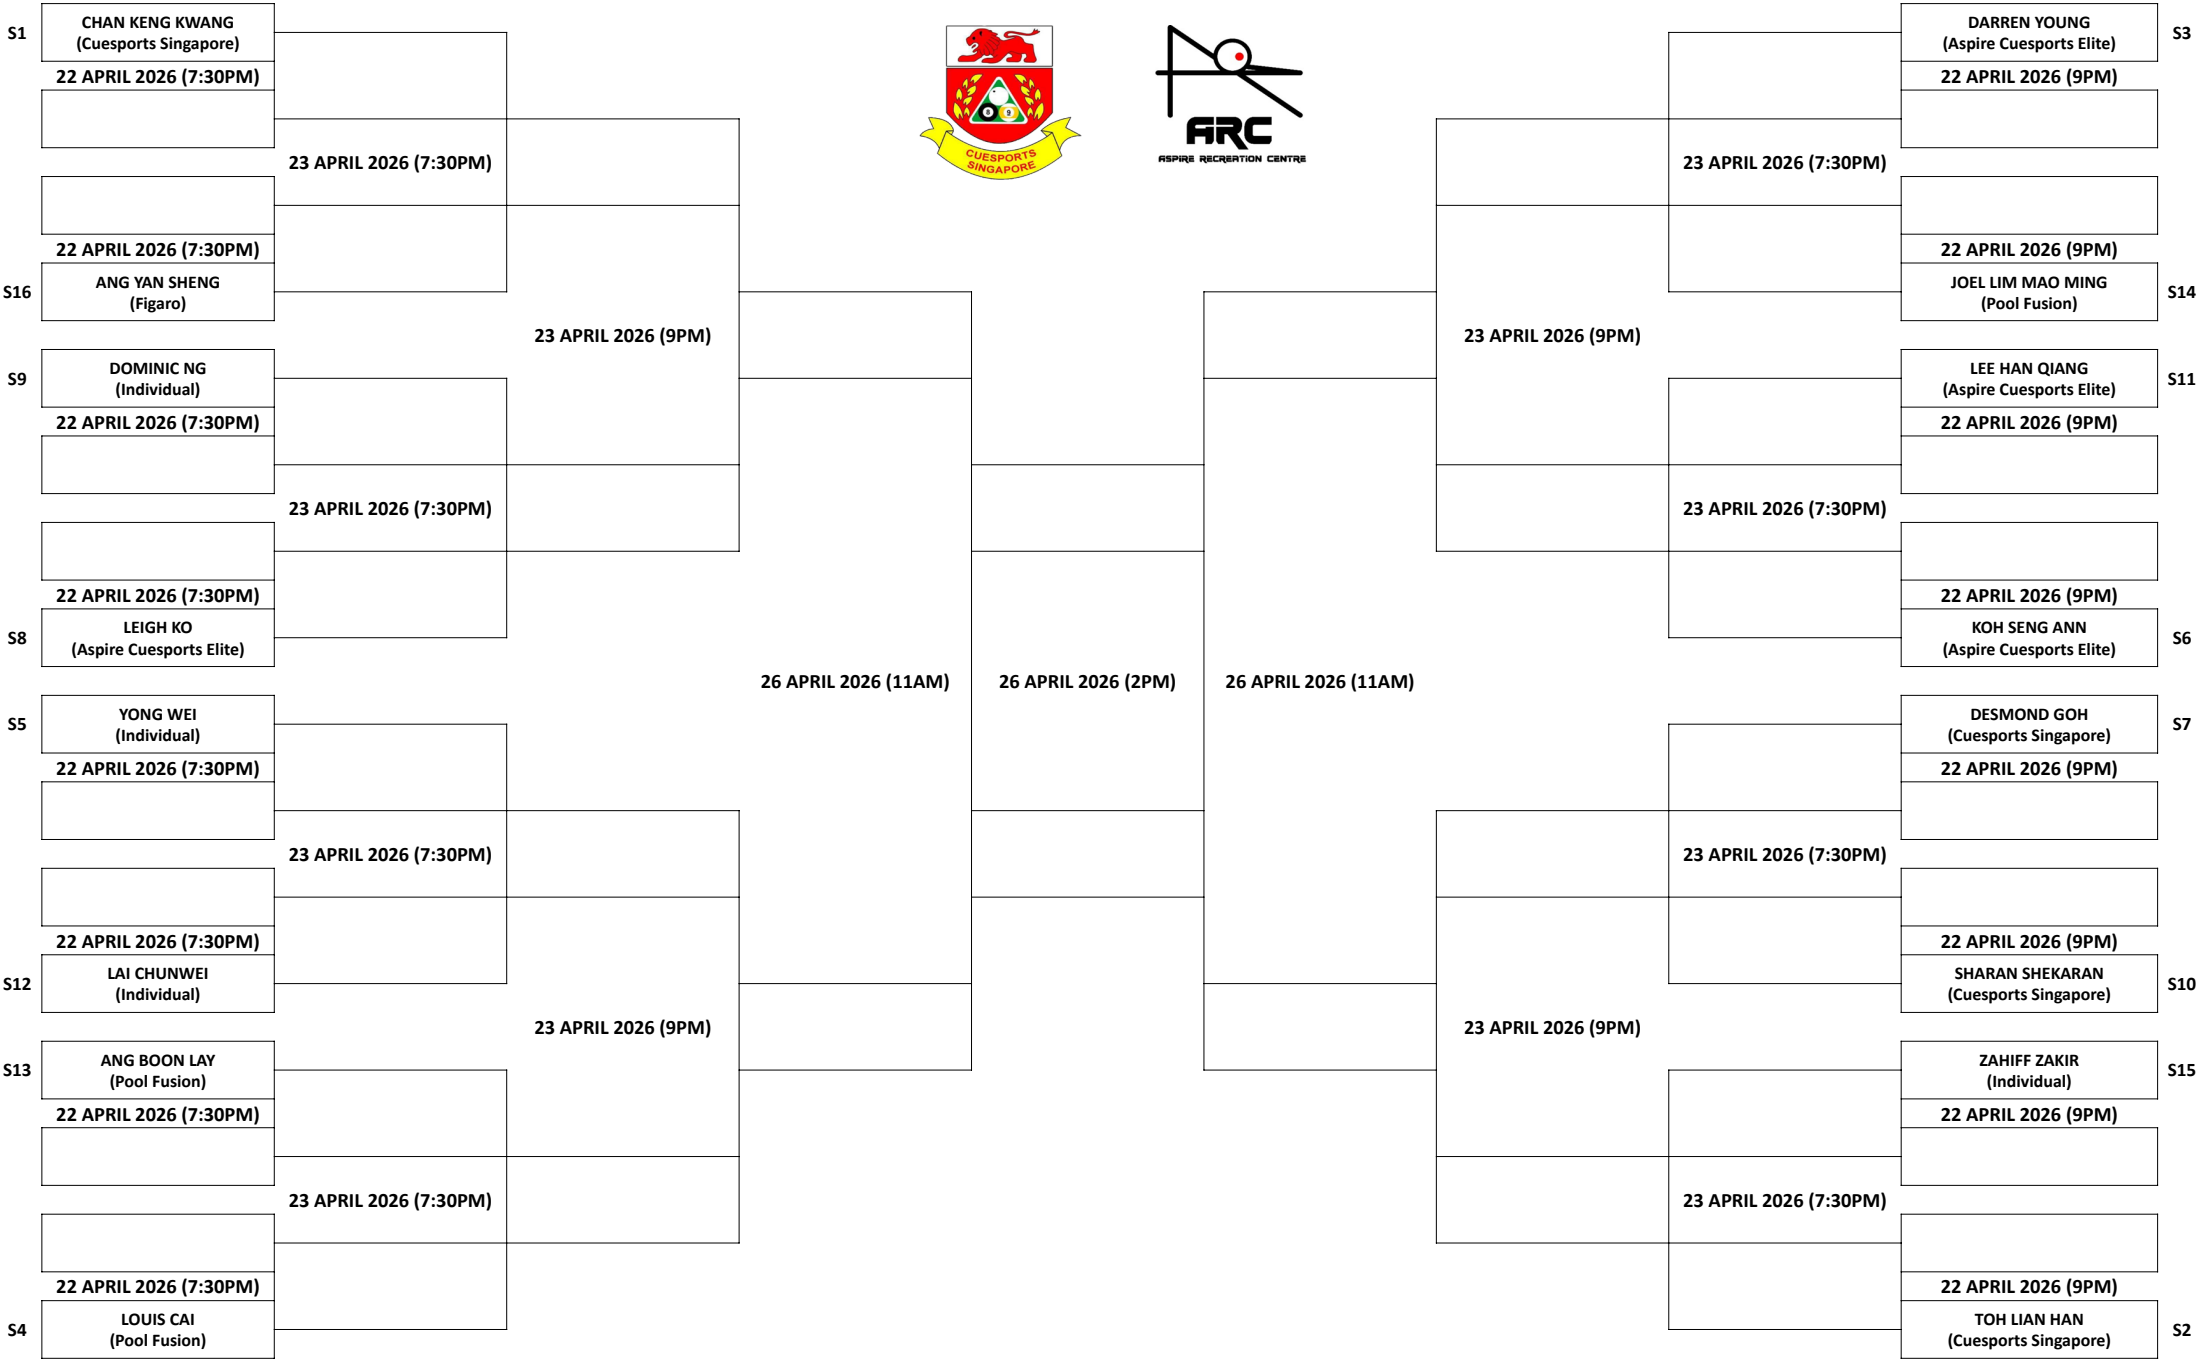 S1
CHAN KENG KWANG
(Cuesports Singapore)
22 APRIL 2026 (7:30PM)
23 APRIL 2026 (7:30PM)
22 APRIL 2026 (7:30PM)
S16
ANG YAN SHENG
(Figaro)
23 APRIL 2026 (9PM)
S9
DOMINIC NG
(Individual)
22 APRIL 2026 (7:30PM)
23 APRIL 2026 (7:30PM)
22 APRIL 2026 (7:30PM)
S8
LEIGH KO
(Aspire Cuesports Elite)
26 APRIL 2026 (11AM)
S5
YONG WEI
(Individual)
22 APRIL 2026 (7:30PM)
23 APRIL 2026 (7:30PM)
22 APRIL 2026 (7:30PM)
S12
LAI CHUNWEI
(Individual)
23 APRIL 2026 (9PM)
S13
ANG BOON LAY
(Pool Fusion)
22 APRIL 2026 (7:30PM)
23 APRIL 2026 (7:30PM)
22 APRIL 2026 (7:30PM)
S4
LOUIS CAI
(Pool Fusion)
8
9
CUESPORTS
SINGAPORE
ARC
ASPIRE RECREATION CENTRE
26 APRIL 2026 (2PM)
DARREN YOUNG
(Aspire Cuesports Elite)
S3
22 APRIL 2026 (9PM)
23 APRIL 2026 (7:30PM)
22 APRIL 2026 (9PM)
JOEL LIM MAO MING
(Pool Fusion)
S14
23 APRIL 2026 (9PM)
LEE HAN QIANG
(Aspire Cuesports Elite)
S11
22 APRIL 2026 (9PM)
23 APRIL 2026 (7:30PM)
22 APRIL 2026 (9PM)
KOH SENG ANN
(Aspire Cuesports Elite)
S6
26 APRIL 2026 (11AM)
DESMOND GOH
(Cuesports Singapore)
S7
22 APRIL 2026 (9PM)
23 APRIL 2026 (7:30PM)
22 APRIL 2026 (9PM)
SHARAN SHEKARAN
(Cuesports Singapore)
S10
23 APRIL 2026 (9PM)
ZAHIFF ZAKIR
(Individual)
S15
22 APRIL 2026 (9PM)
23 APRIL 2026 (7:30PM)
22 APRIL 2026 (9PM)
TOH LIAN HAN
(Cuesports Singapore)
S2